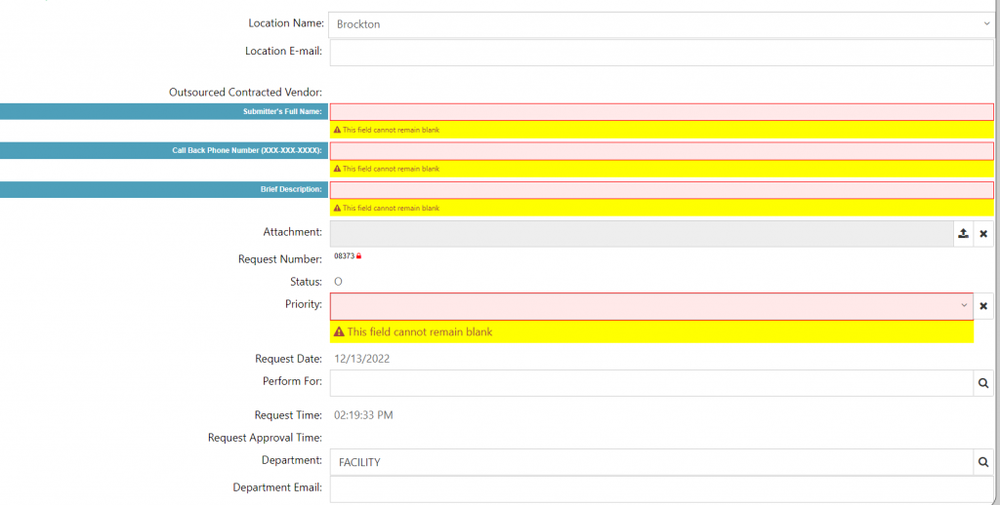 Location Name: Brockton
Location E-mail:
Outsourced Contracted Vendor:
Submitter's Full Name:
This field cannot remain blank
Call Back Phone Number (XXX-XXX-XXXX):
This field cannot remain blank
Brief Description:
This field cannot remain blank
Attachment:
Request Number: 08373
Status: O
Priority:
This field cannot remain blank
Request Date: 12/13/2022
Perform For:
Request Time: 02:19:33 PM
Request Approval Time:
Department: FACILITY
Department Email: